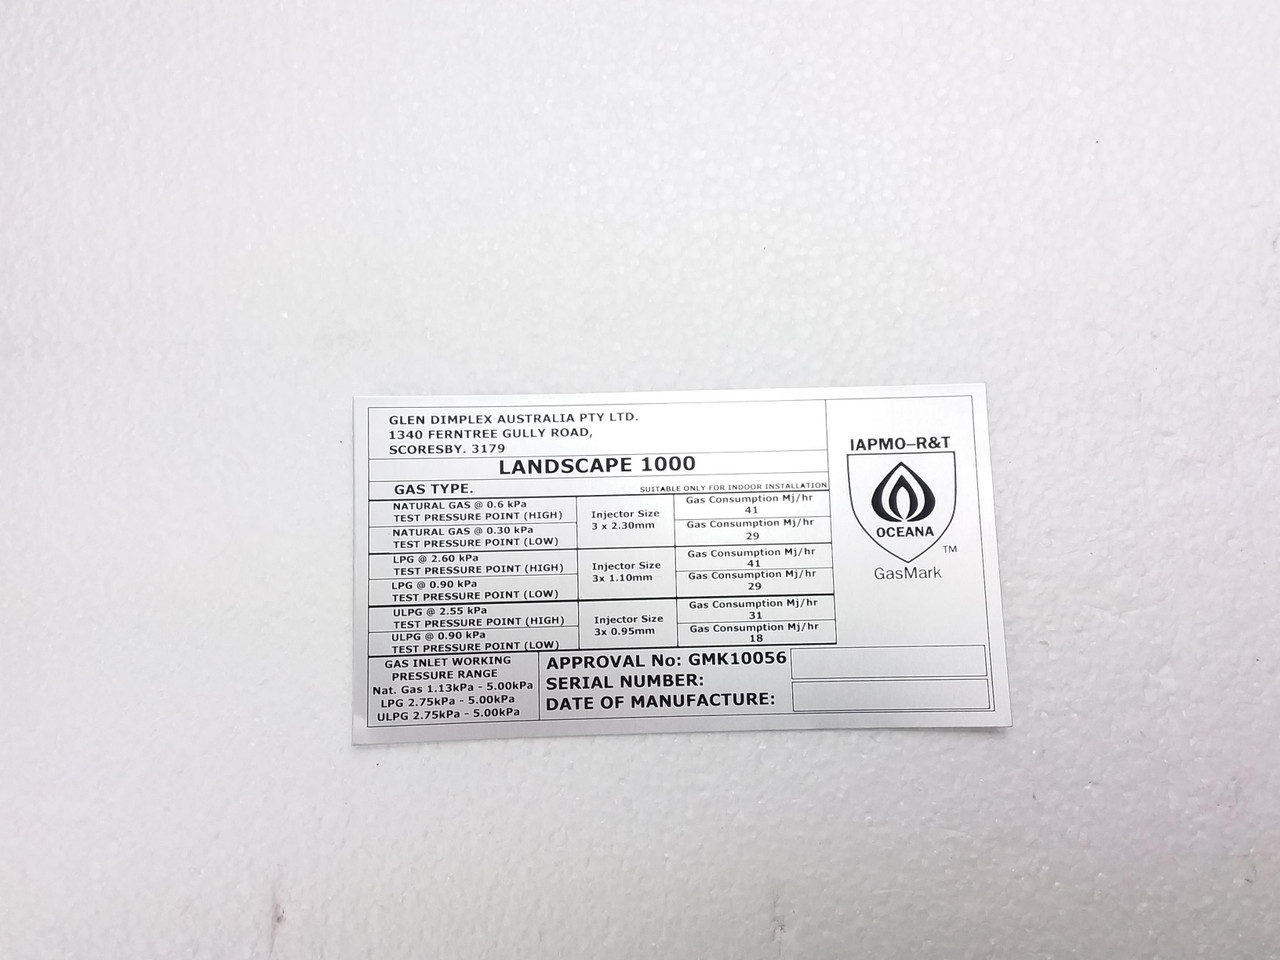 GLEN DIMPLEX AUSTRALIA PTY LTD.
1340 FERNTREE GULLY ROAD,
SCORESBY. 3179
LANDSCAPE 1000
GAS TYPE.
SUITABLE ONLY FOR INDOOR INSTALLATION
NATURAL GAS @ 0.6 kPa
TEST PRESSURE POINT (HIGH)
NATURAL GAS @ 0.30 kPa
TEST PRESSURE POINT (LOW)
Injector Size
3 x 2.30mm
Gas Consumption Mj/hr
41
Gas Consumption Mj/hr
29
LPG @ 2.60 kPa
TEST PRESSURE POINT (HIGH)
LPG @ 0.90 kPa
TEST PRESSURE POINT (LOW)
Injector Size
3x 1.10mm
Gas Consumption Mj/hr
41
Gas Consumption Mj/hr
29
ULPG @ 2.55 kPa
TEST PRESSURE POINT (HIGH)
ULPG @ 0.90 kPa
TEST PRESSURE POINT (LOW)
Injector Size
3x 0.95mm
Gas Consumption Mj/hr
31
Gas Consumption Mj/hr
18
GAS INLET WORKING
PRESSURE RANGE
Nat. Gas 1.13kPa - 5.00kPa
LPG 2.75kPa - 5.00kPa
ULPG 2.75kPa - 5.00kPa
APPROVAL No: GMK10056
SERIAL NUMBER:
DATE OF MANUFACTURE:
IAPMO-R&T
OCEANA
TM
GasMark